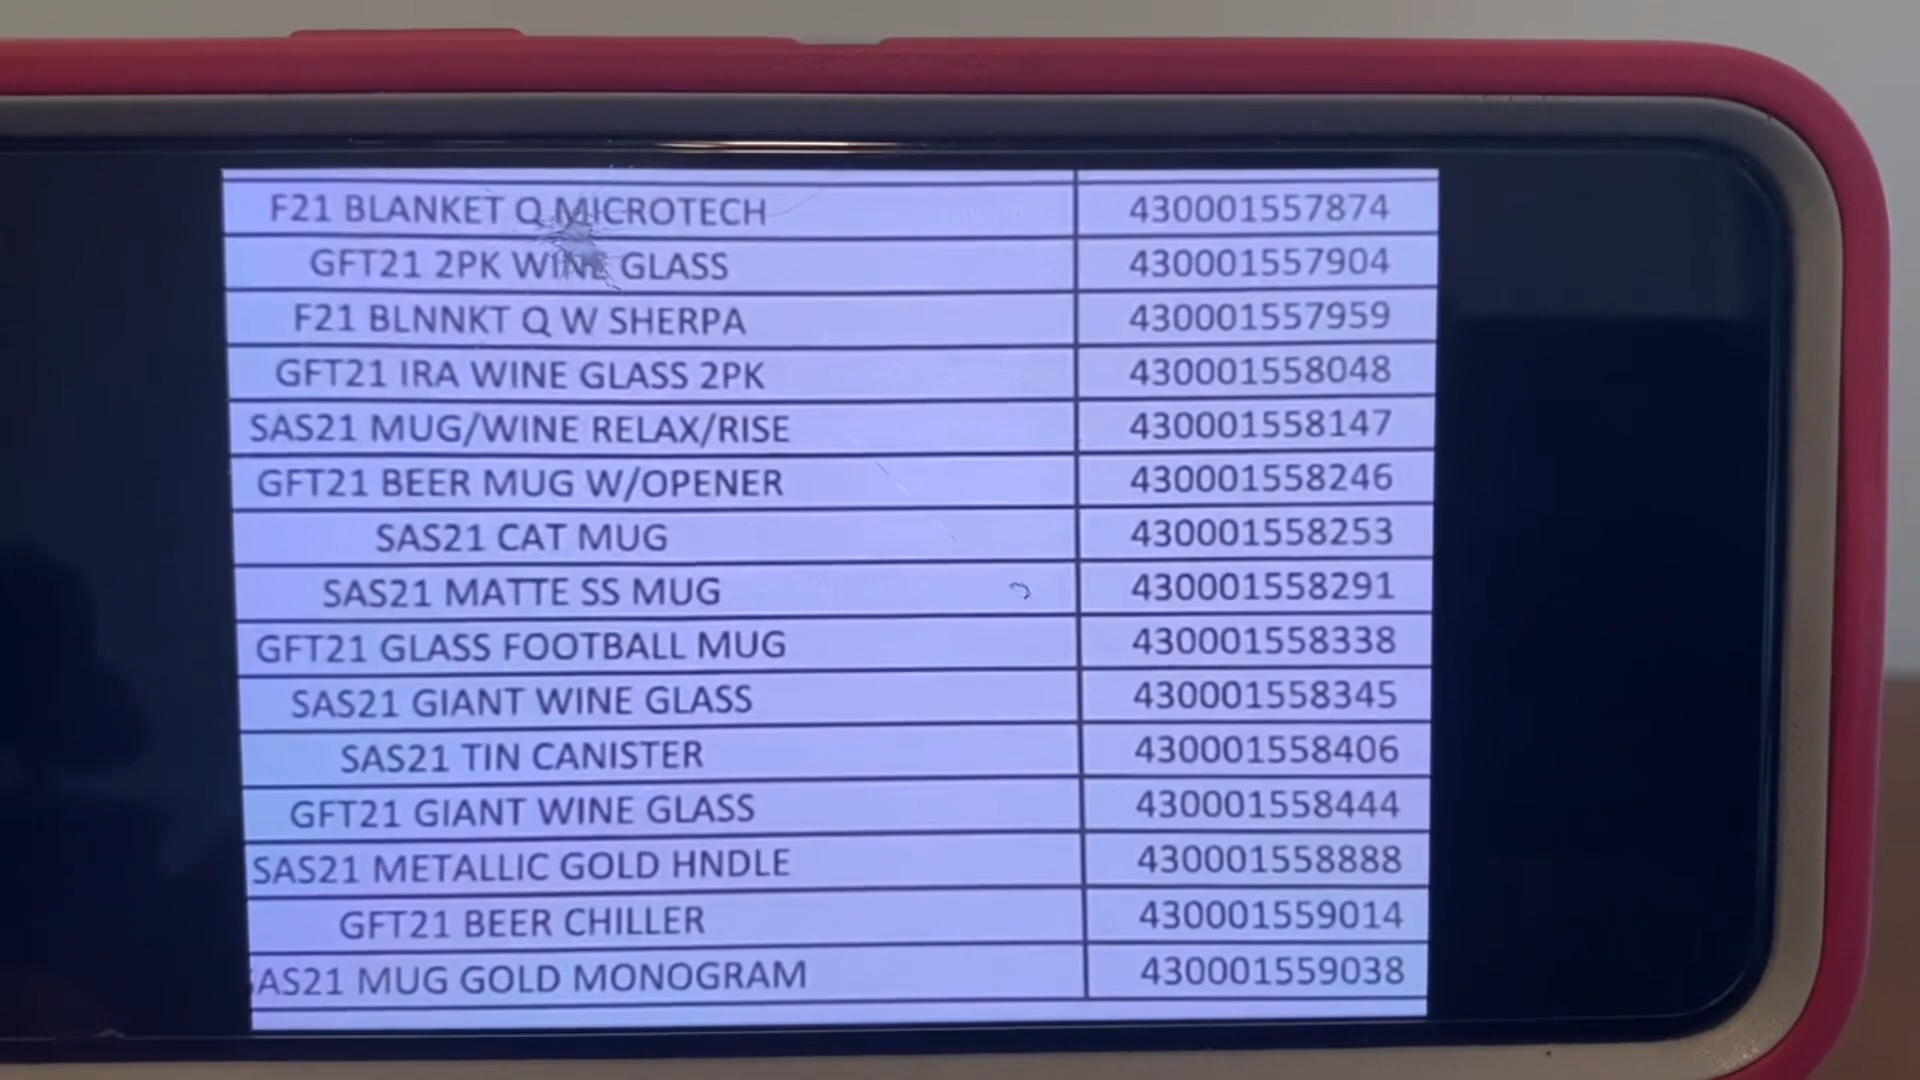 F21 BLANKET Q MICROTECH 430001557874
GFT21 2PK WINE GLASS 430001557904
F21 BLNNKT Q W SHERPA 430001557959
GFT21 IRA WINE GLASS 2PK 430001558048
SAS21 MUG/WINE RELAX/RISE 430001558147
GFT21 BEER MUG W/OPENER 430001558246
SAS21 CAT MUG 430001558253
SAS21 MATTE SS MUG 430001558291
GFT21 GLASS FOOTBALL MUG 430001558338
SAS21 GIANT WINE GLASS 430001558345
SAS21 TIN CANISTER 430001558406
GFT21 GIANT WINE GLASS 430001558444
SAS21 METALLIC GOLD HNDLE 430001558888
GFT21 BEER CHILLER 430001559014
SAS21 MUG GOLD MONOGRAM 430001559038